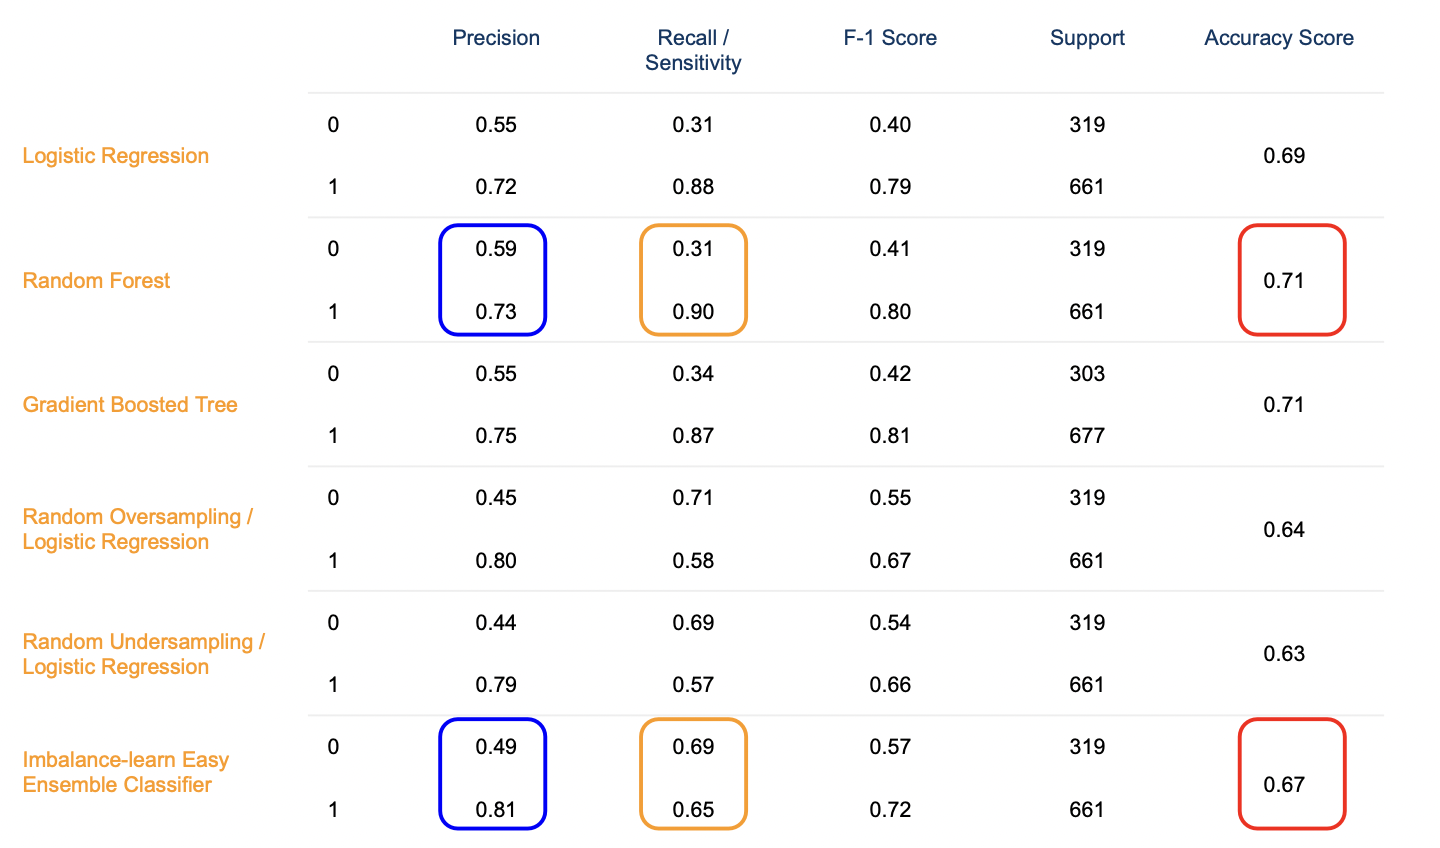 Precision Recall / F-1 Score Support Accuracy Score
Sensitivity
0 0.55 0.31 0.40 319
Logistic Regression 0.69
1 0.72 0.88 0.79 661
0 0.59 0.31 0.41 319
Random Forest 0.71
1 0.73 0.90 0.80 661
0 0.55 0.34 0.42 303
Gradient Boosted Tree 0.71
1 0.75 0.87 0.81 677
0 0.45 0.71 0.55 319
Random Oversampling / 0.64
Logistic Regression
1 0.80 0.58 0.67 661
0 0.44 0.69 0.54 319
Random Undersampling / 0.63
Logistic Regression
1 0.79 0.57 0.66 661
0 0.49 0.69 0.57 319
Imbalance-learn Easy
Ensemble Classifier 0.67
1 0.81 0.65 0.72 661